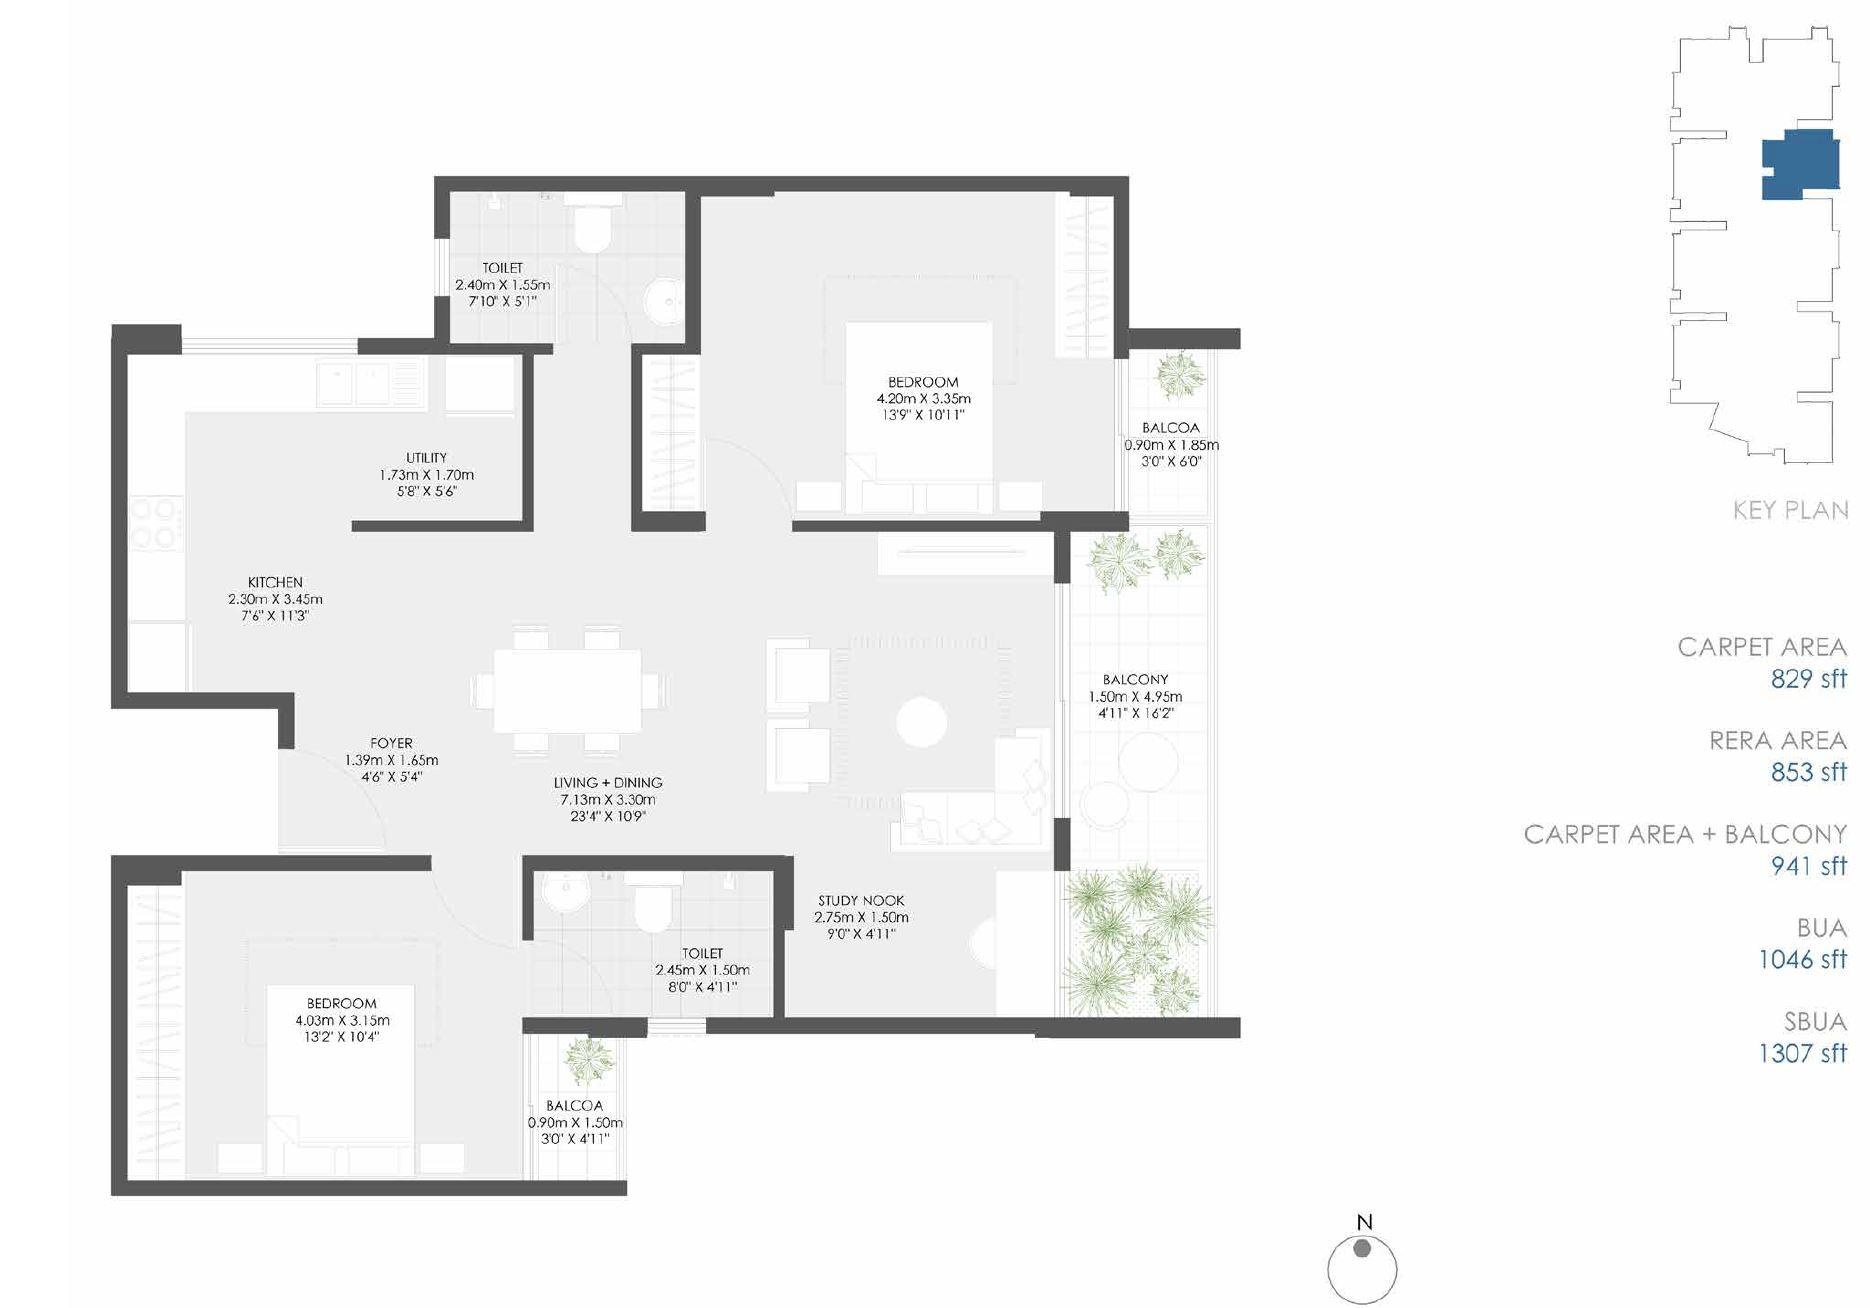 TOILET
2.40m X 1.55m
7'10" X 5'1"
BEDROOM
4.20m X 3.35m
13'9" X 10'11"
BALCOA
0.90m X 1.85m
3'0" X 6'0"
UTILITY
1.73m X 1.70m
5'8" X 5'6"
KITCHEN
2.30m X 3.45m
7'6" X 11'3"
FOYER
1.39m X 1.65m
4'6" X 5'4"
LIVING + DINING
7.13m X 3.30m
23'4" X 10'9"
BALCONY
1.50m X 4.95m
4'11" X 16'2"
STUDY NOOK
2.75m X 1.50m
9'0" X 4'11"
TOILET
2.45m X 1.50m
8'0" X 4'11"
BEDROOM
4.03m X 3.15m
13'2" X 10'4"
BALCOA
0.90m X 1.50m
3'0" X 4'11"
KEY PLAN
CARPET AREA
829 sft
RERA AREA
853 sft
CARPET AREA + BALCONY
941 sft
BUA
1046 sft
SBUA
1307 sft
N